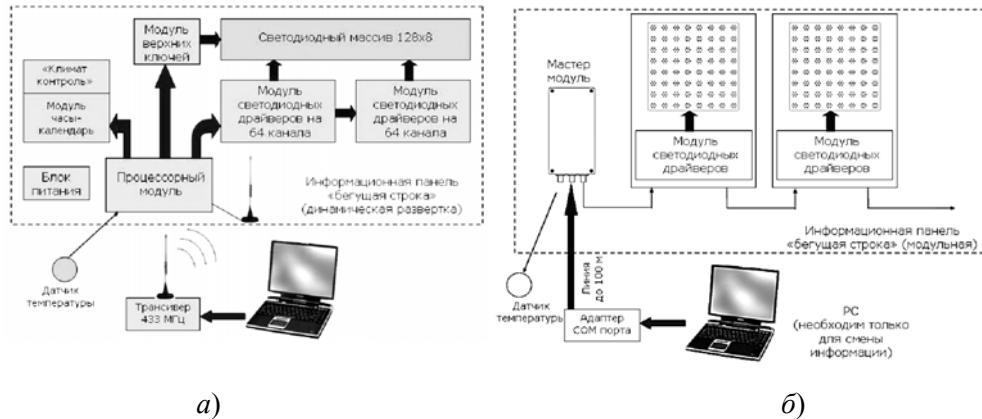 Модуль
верхних
ключей
Светодиодный массив 128х8
«Климат
контроль»
Модуль
часы-
календарь
Модуль
светодиодных
драйверов на
64 канала
Модуль
светодиодных
драйверов на
64 канала
Блок
питания
Процессорный
модуль
Информационная панель
«бегущая строка»
(динамическая развертка)
Датчик
температуры
Трансивер
433 МГц
а)
Мастер
модуль
Модуль
светодиодных
драйверов
Модуль
светодиодных
драйверов
Информационная панель
«бегущая строка» (модульная)
Линия
до 100 м
Датчик
температуры
Адаптер
COM порта
PC
(необходим только
для смены
информации)
б)